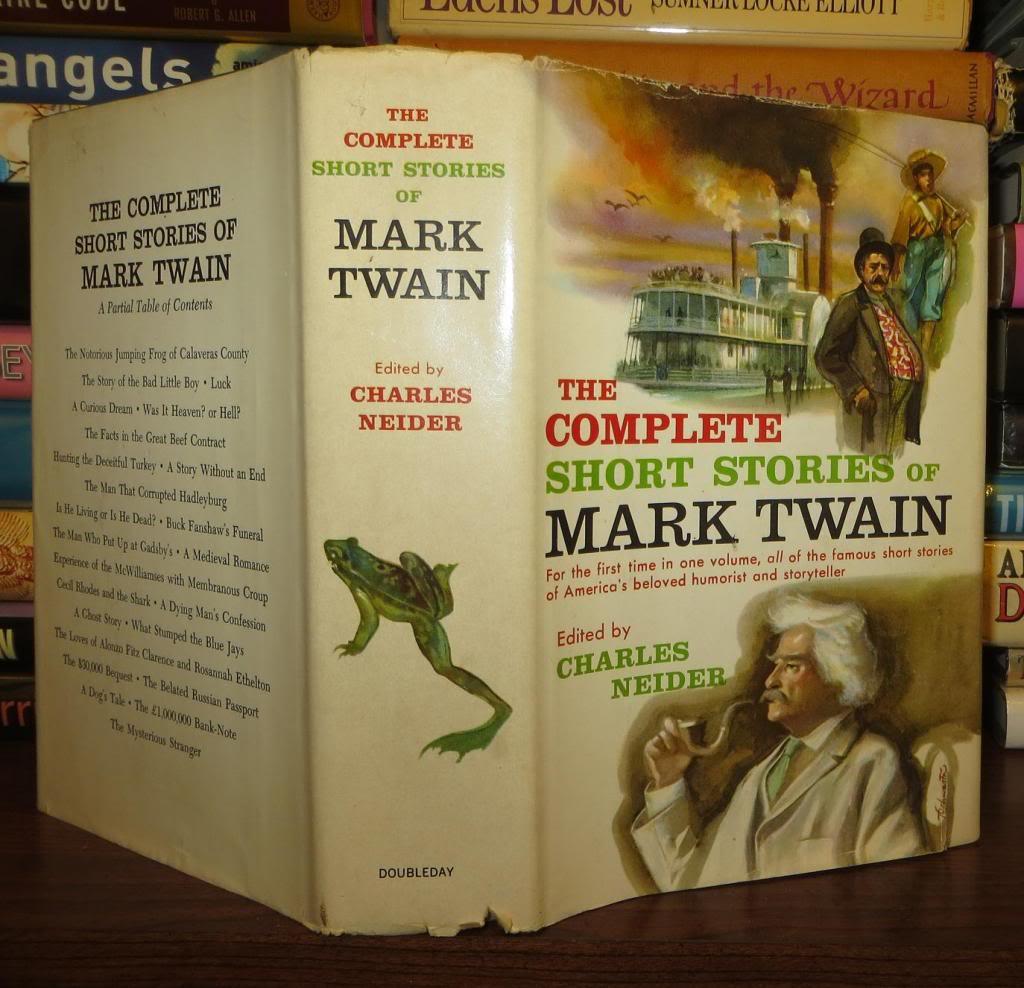 IRE CODE
ROBERT G. ALLEN
Edens Lost SUMNER LOCKE ELLIOTT
angels
and the Wizard
MACMILLAN
THE COMPLETE
SHORT STORIES OF
MARK TWAIN
A Partial Table of Contents
The Notorious Jumping Frog of Calaveras County
The Story of the Bad Little Boy • Luck
A Curious Dream • Was It Heaven? or Hell?
The Facts in the Great Beef Contract
Hunting the Deceitful Turkey • A Story Without an End
The Man That Corrupted Hadleyburg
Is He Living or Is He Dead? • Buck Fanshaw's Funeral
The Man Who Put Up at Gadsby's • A Medieval Romance
Experience of the McWilliamses with Membranous Croup
Cecil Rhodes and the Shark • A Dying Man's Confession
A Ghost Story • What Stumped the Blue Jays
The Loves of Alonzo Fitz Clarence and Rosannah Ethelton
The $30,000 Bequest • The Belated Russian Passport
A Dog's Tale • The £1,000,000 Bank-Note
The Mysterious Stranger
THE
COMPLETE
SHORT STORIES
OF
MARK
TWAIN
Edited by
CHARLES
NEIDER
DOUBLEDAY
THE
COMPLETE
SHORT STORIES OF
MARK TWAIN
For the first time in one volume, all of the famous short stories
of America's beloved humorist and storyteller
Edited by
CHARLES
NEIDER